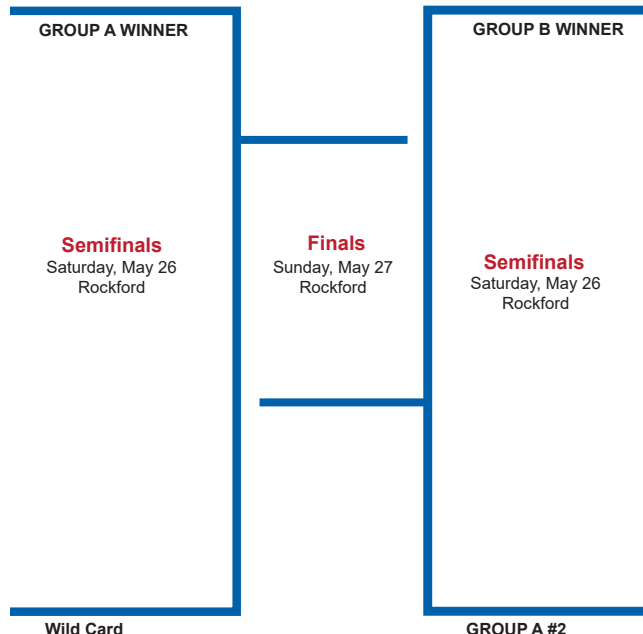 GROUP A WINNER
GROUP B WINNER
Semifinals
Saturday, May 26
Rockford
Finals
Sunday, May 27
Rockford
Semifinals
Saturday, May 26
Rockford
Wild Card
GROUP A #2